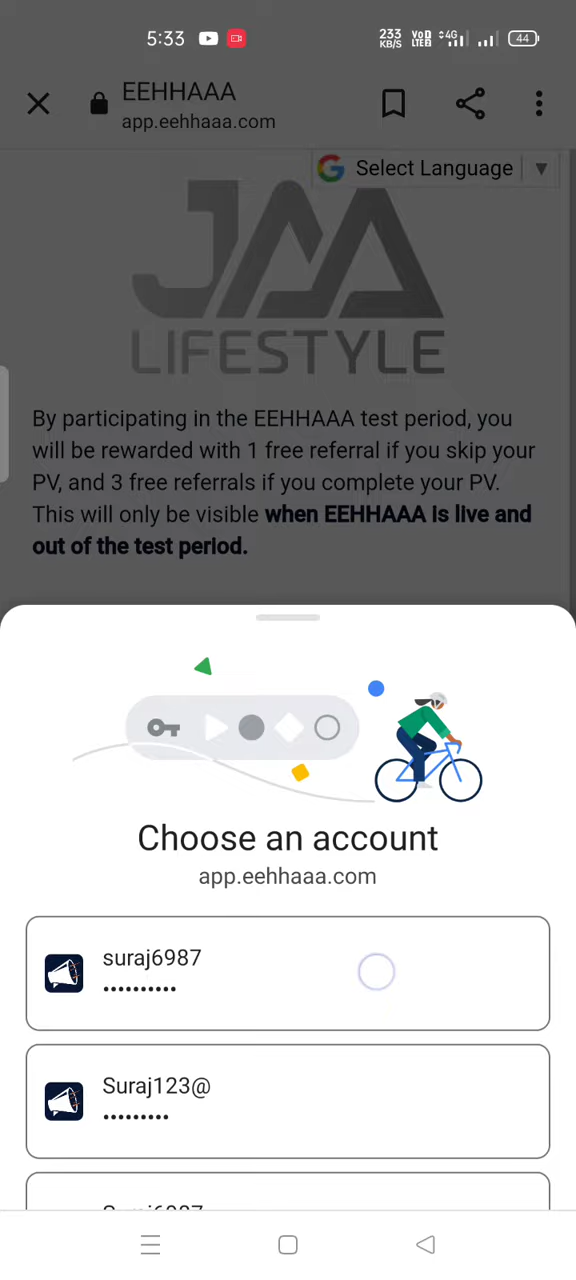 5:33
233
KB/S
VoD
LTE2
4G
44
EEHHAAA
app.eehhaaa.com
Select Language
JAA
LIFESTYLE
By participating in the EEHHAAA test period, you
will be rewarded with 1 free referral if you skip your
PV, and 3 free referrals if you complete your PV.
This will only be visible when EEHHAAA is live and
out of the test period.
Choose an account
app.eehhaaa.com
suraj6987
••••••••••
Suraj123@
•••••••••